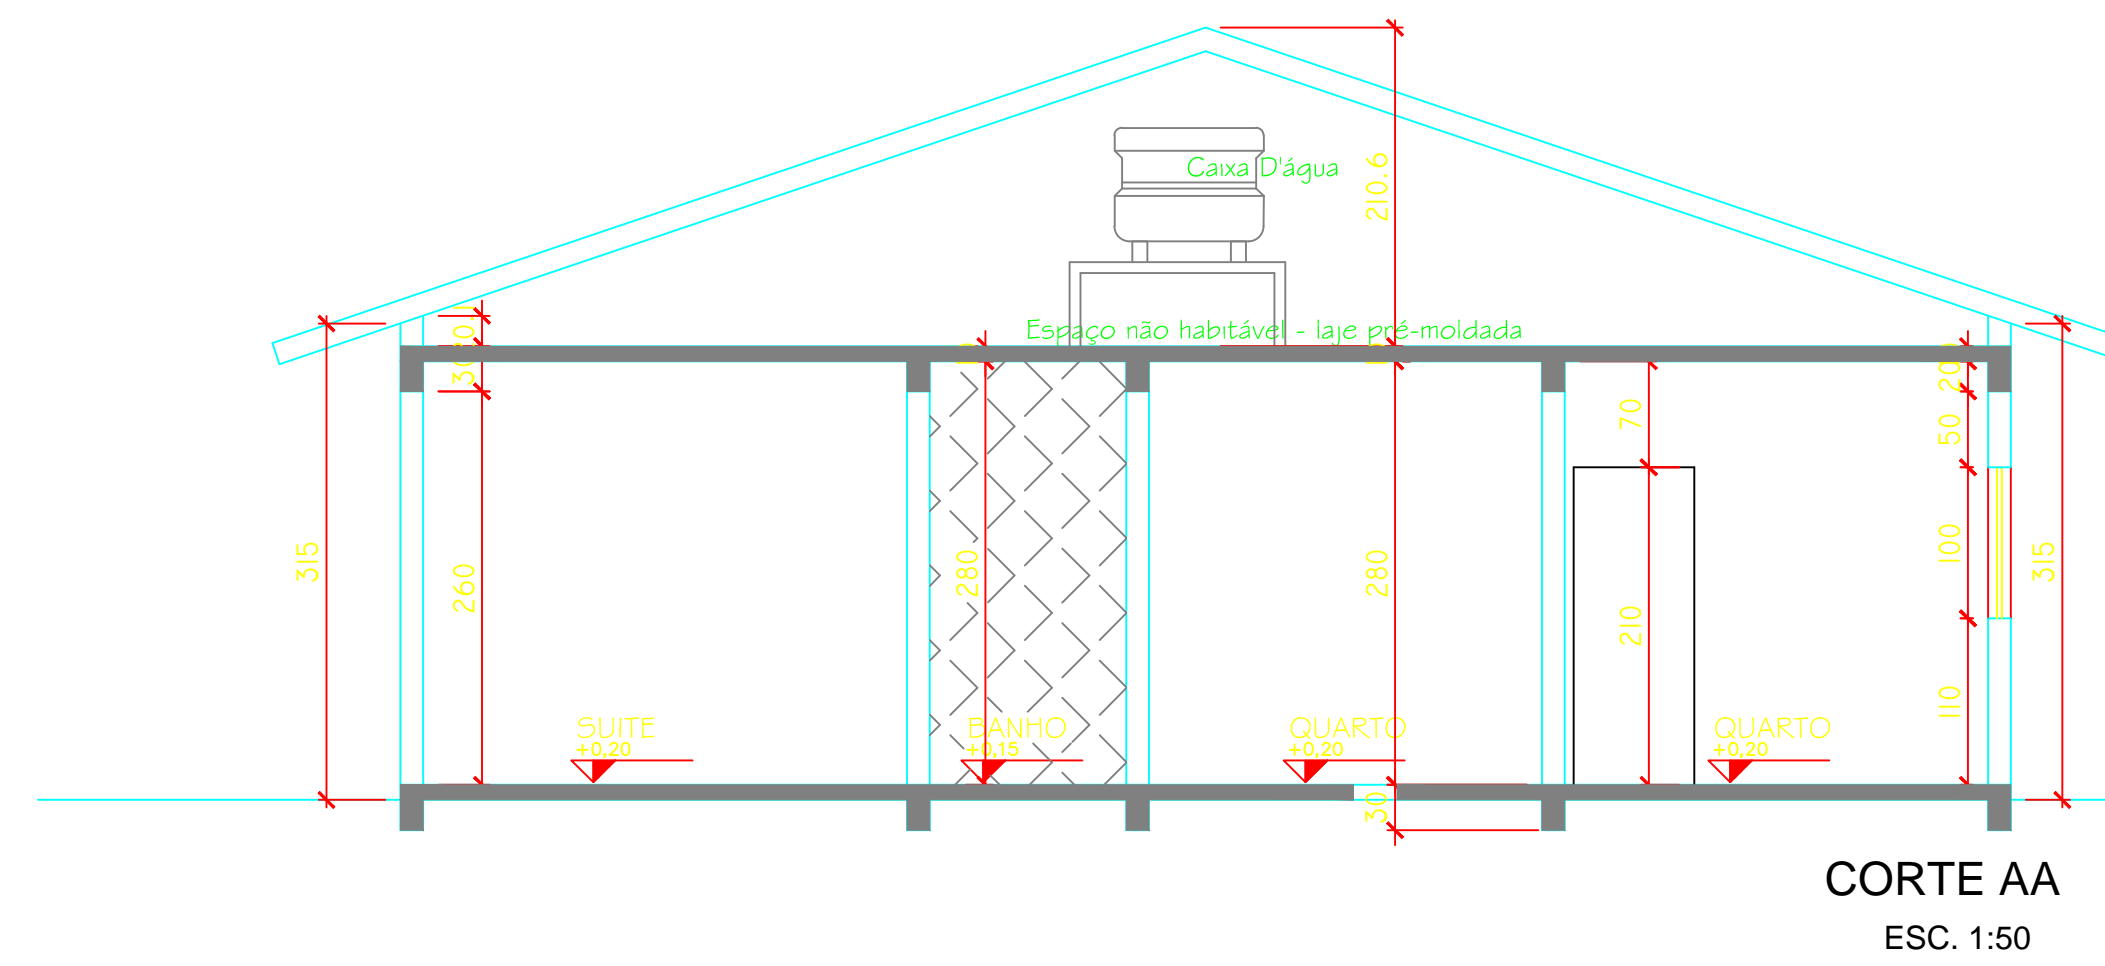 Caixa D'água
210.6
Espaço não habitável - laje pré-moldada
30
20
70
50
315
260
280
280
210
100
315
110
SUITE
+0,20
BANHO
+0,15
QUARTO
+0,20
QUARTO
+0,20
30
CORTE AA
ESC. 1:50